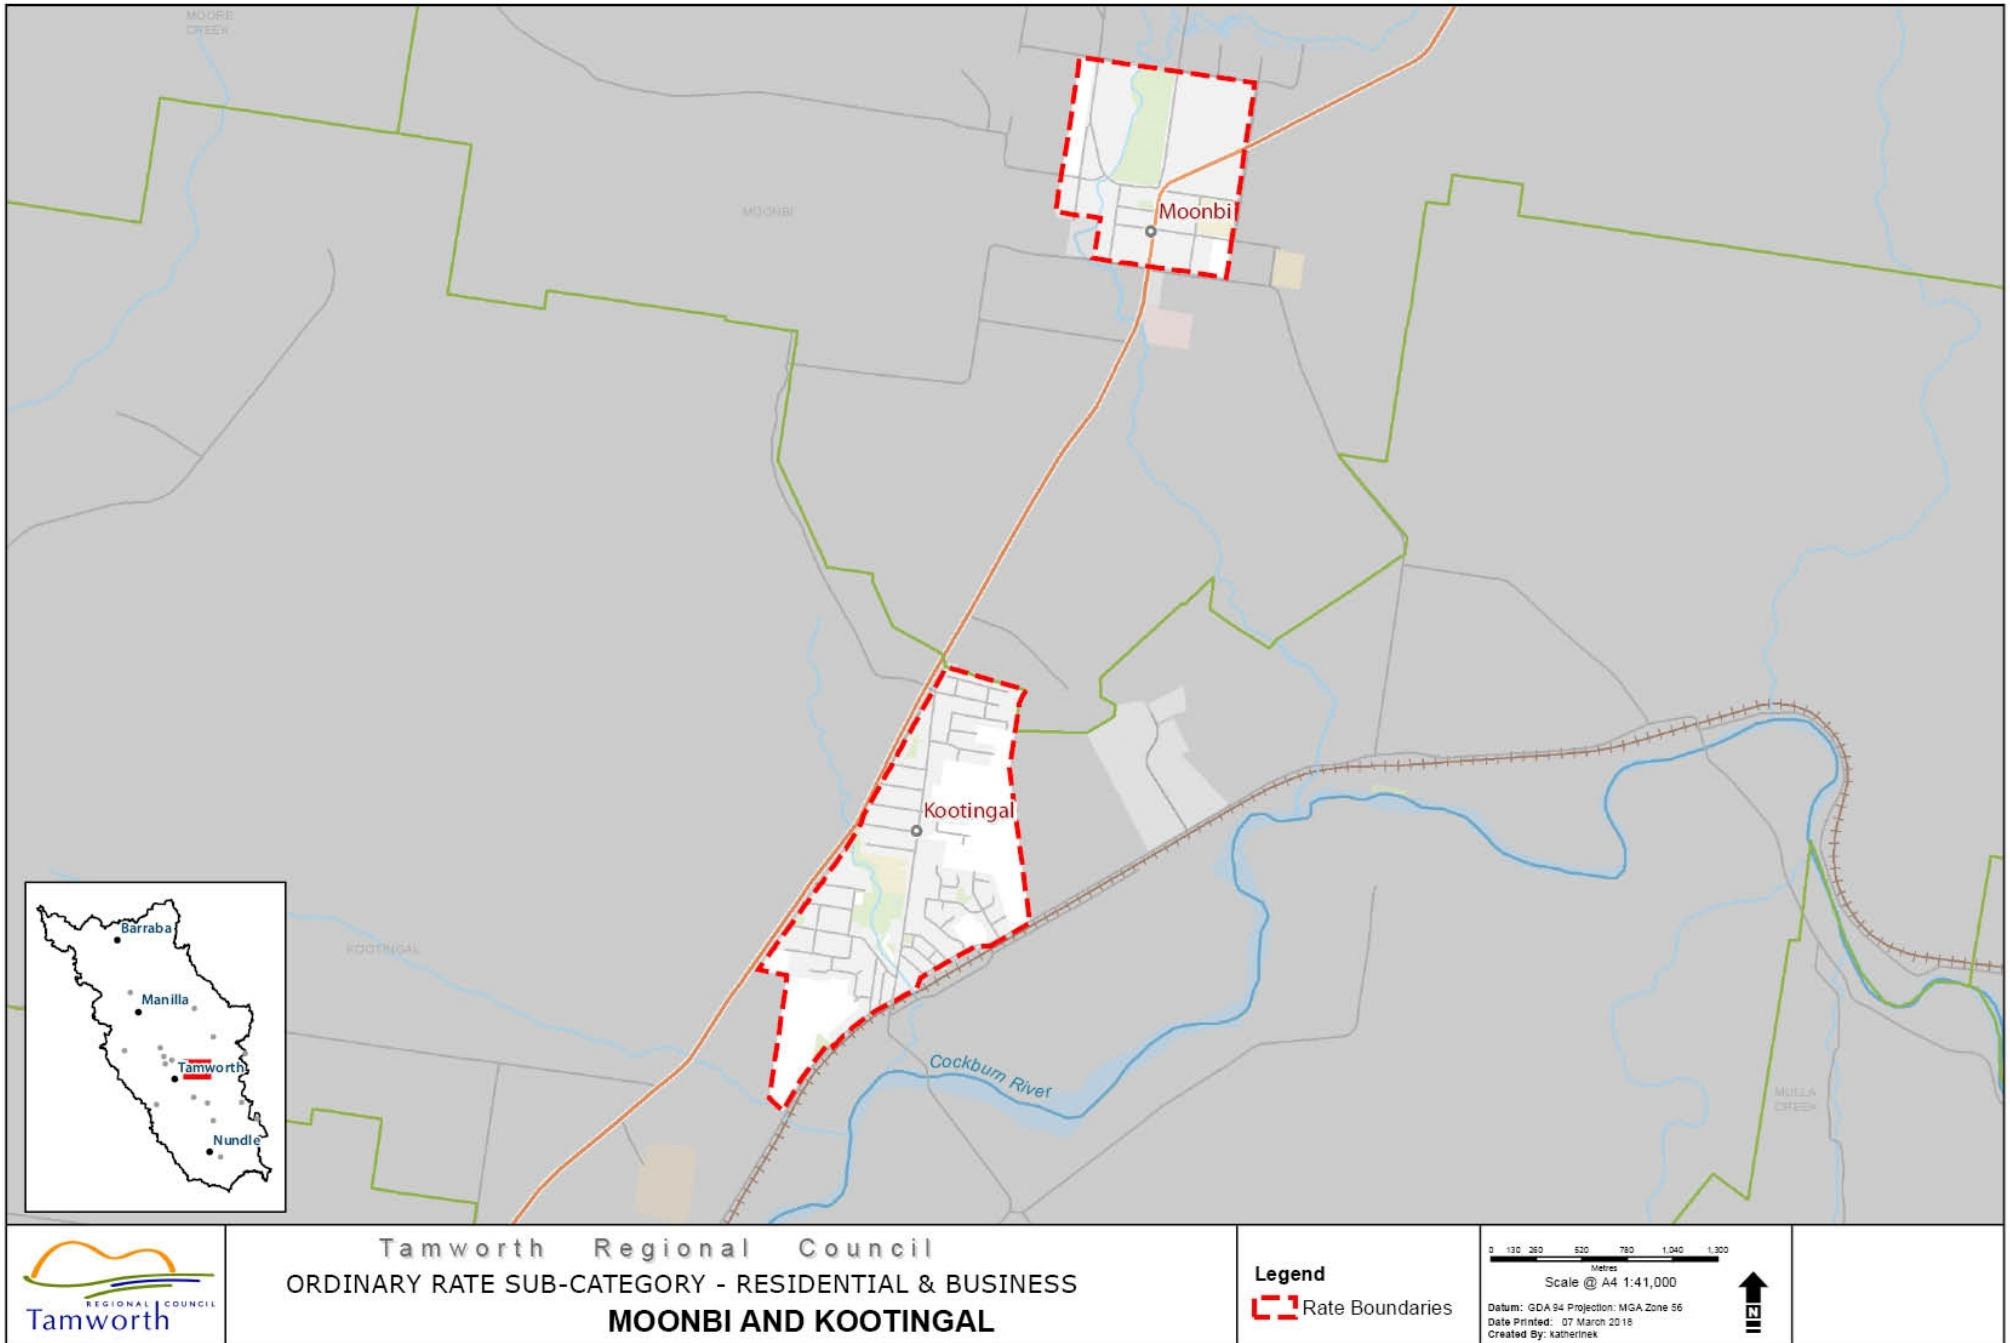 MOORE
CREEK
MOONBI
Moonbi
Kootingal
KOOTINGAL
Cockburn River
MULLA
CREEK
Barraba
Manilla
Tamworth
Nundle
REGIONAL COUNCIL
Tamworth
Tamworth Regional Council
ORDINARY RATE SUB-CATEGORY - RESIDENTIAL & BUSINESS
MOONBI AND KOOTINGAL
Legend
Rate Boundaries
0 130 260 520 780 1,040 1,300
Metres
Scale @ A4 1:41,000
Datum: GDA 94 Projection: MGA Zone 56
Date Printed: 07 March 2018
Created By: katherinek
N